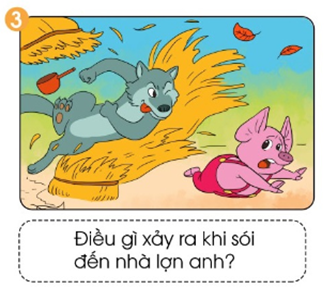 3
Điều gì xảy ra khi sói
đến nhà lợn anh?